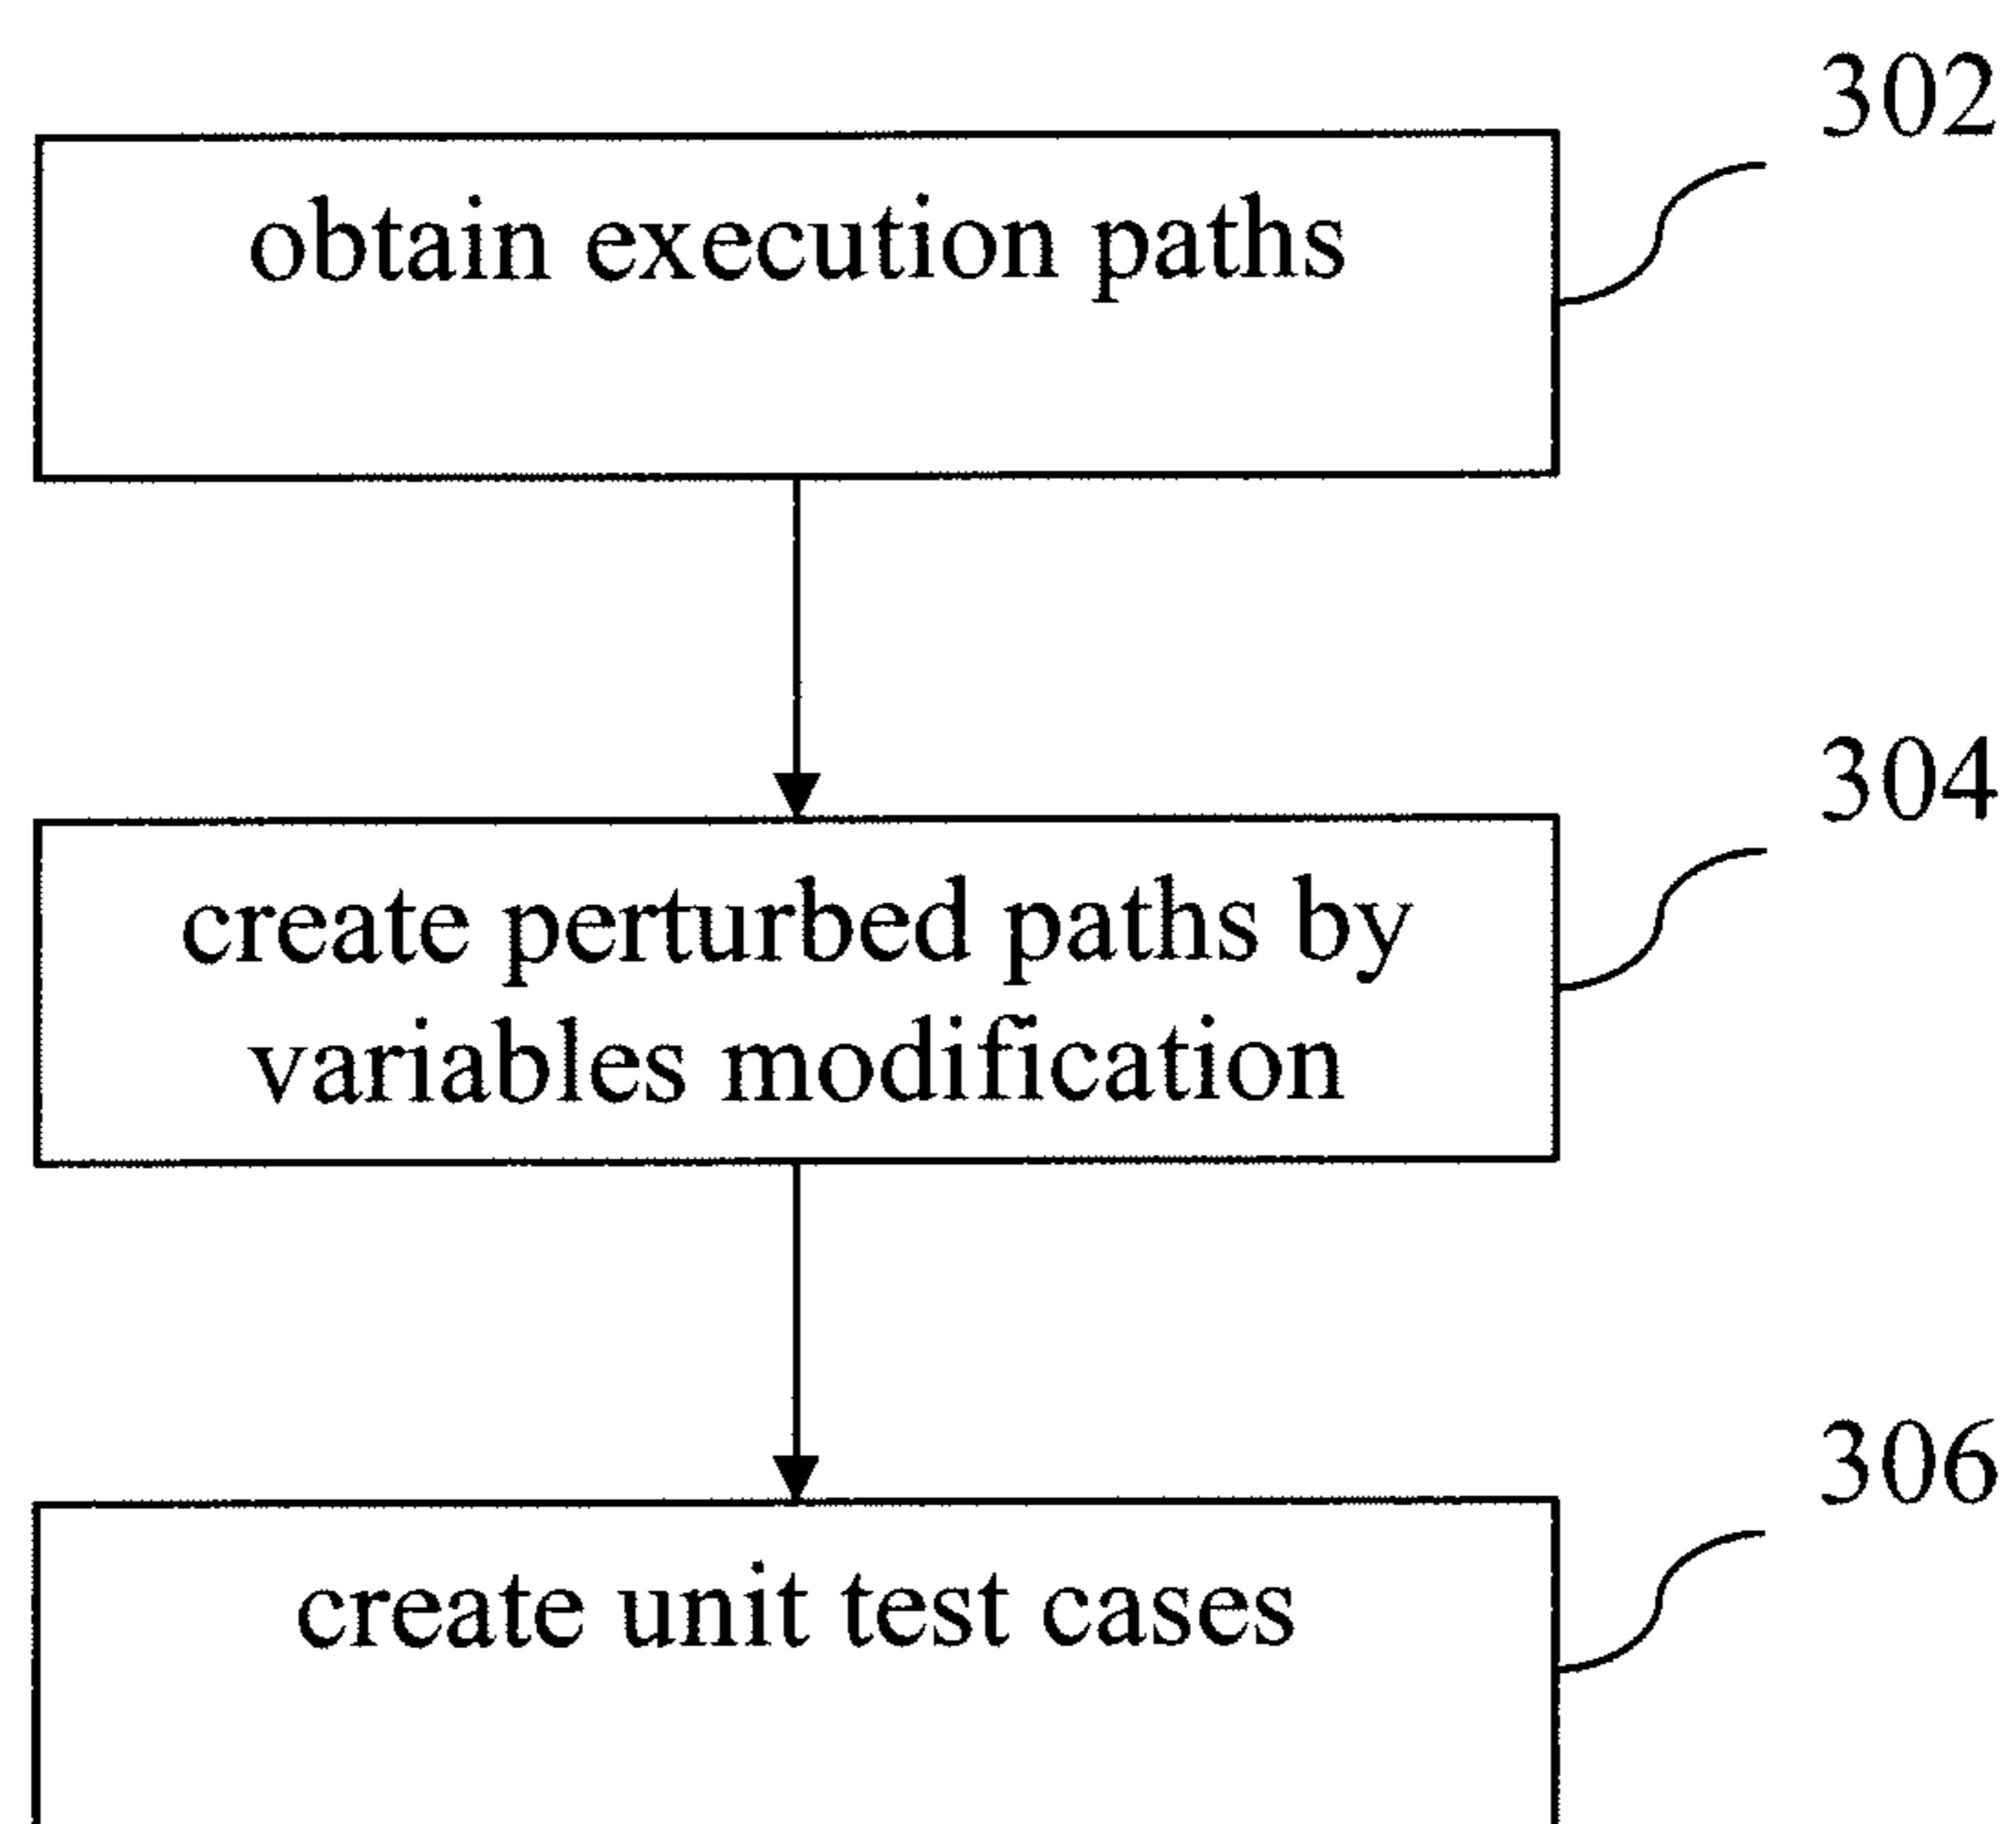 302
obtain execution paths
304
create perturbed paths by
variables modification
306
create unit test cases